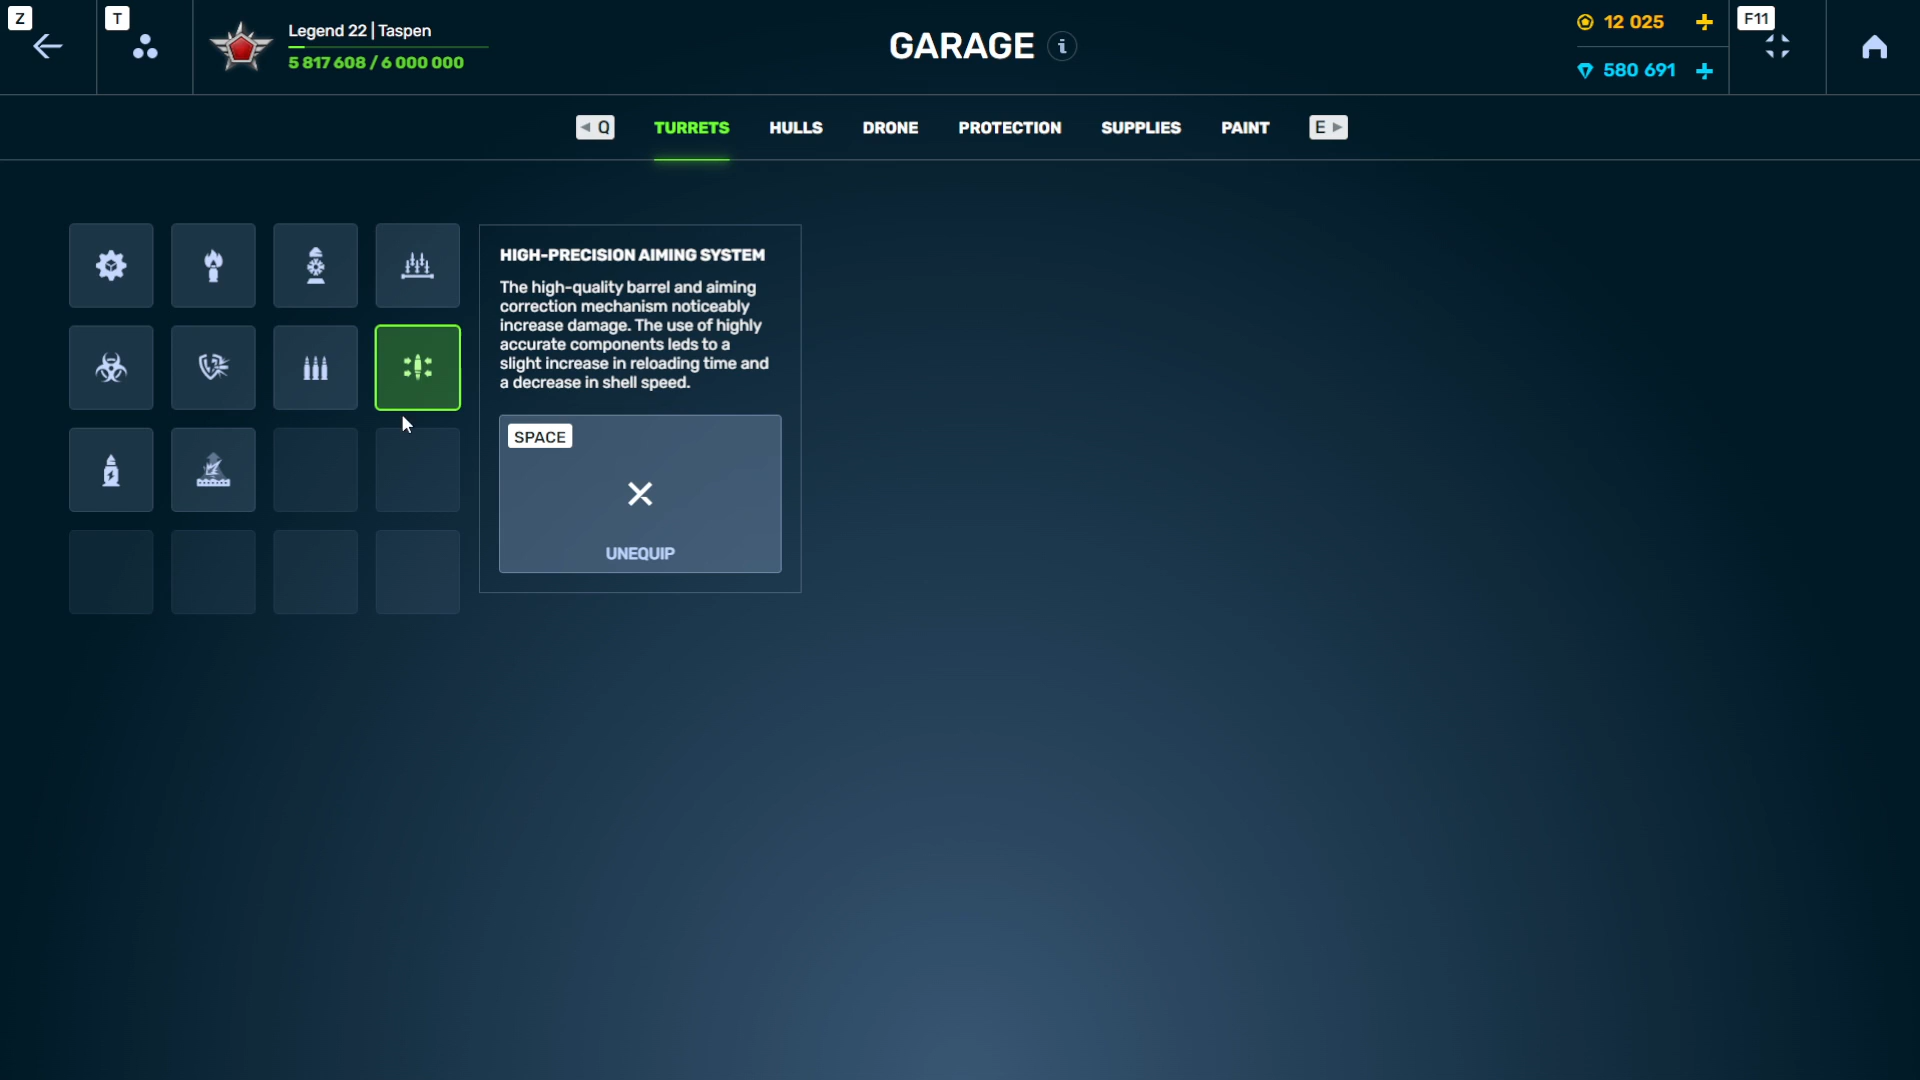 Z
T
Legend 22 | Taspen
5 817 608 / 6 000 000
GARAGE i
12 025
580 691
F11
Q
TURRETS
HULLS
DRONE
PROTECTION
SUPPLIES
PAINT
E
HIGH-PRECISION AIMING SYSTEM
The high-quality barrel and aiming
correction mechanism noticeably
increase damage. The use of highly
accurate components leds to a
slight increase in reloading time and
a decrease in shell speed.
SPACE
UNEQUIP